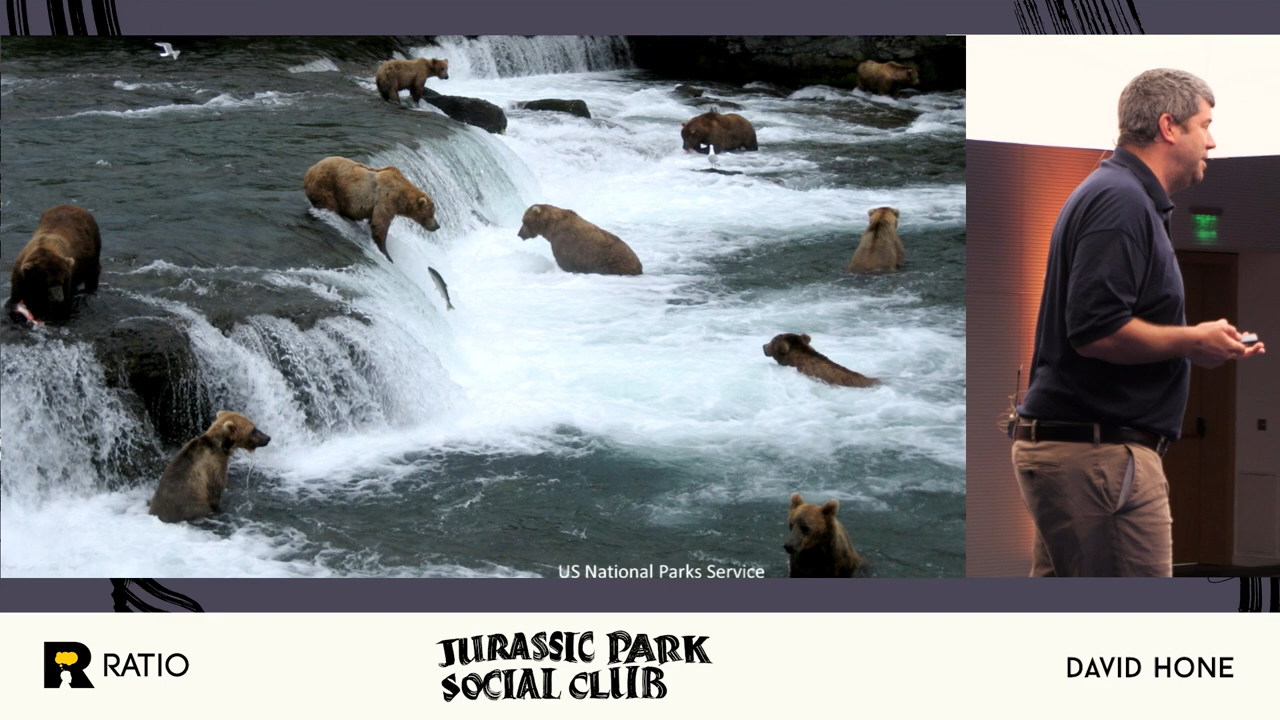 US National Parks Service
RATIO
JURASSIC PARK
SOCIAL CLUB
DAVID HONE